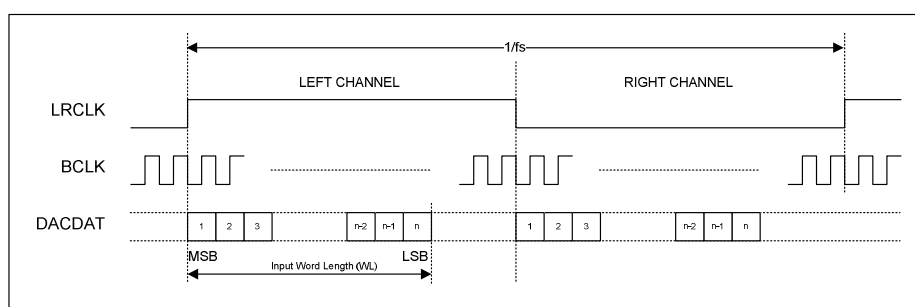 1/fs
LEFT CHANNEL
RIGHT CHANNEL
LRCLK
BCLK
DACDAT
1 2 3 n-2 n-1 n 1 2 3 n-2 n-1 n
MSB LSB
Input Word Length (WL)